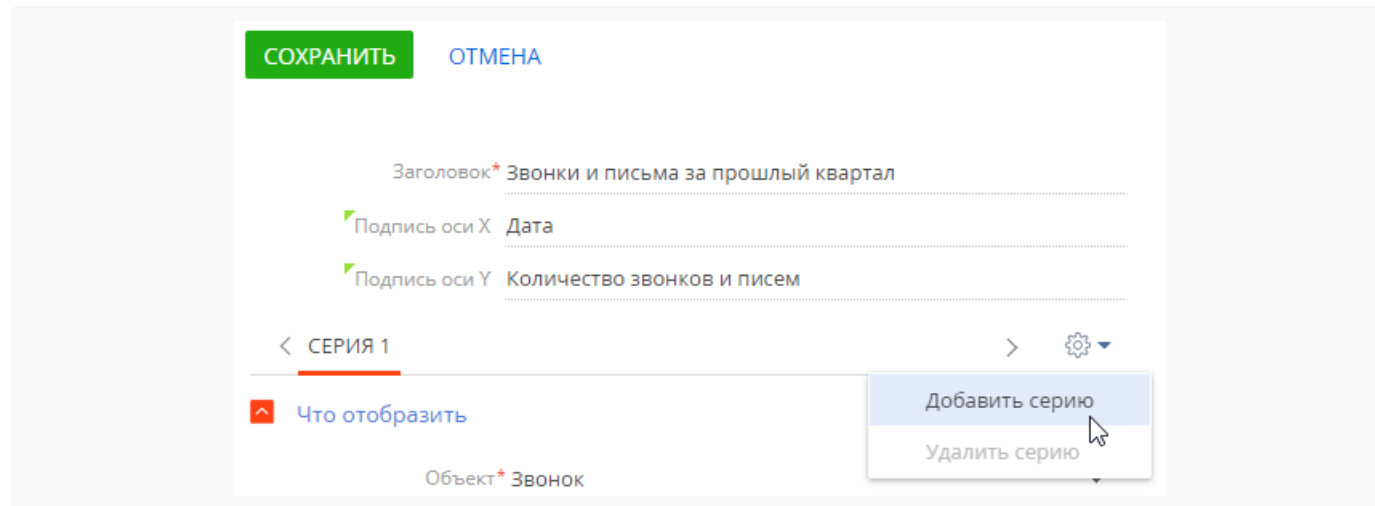 СОХРАНИТЬ ОТМЕНА
Заголовок* Звонки и письма за прошлый квартал
Подпись оси X Дата
Подпись оси Y Количество звонков и писем
СЕРИЯ 1
Добавить серию
Что отобразить
Удалить серию
Объект* Звонок